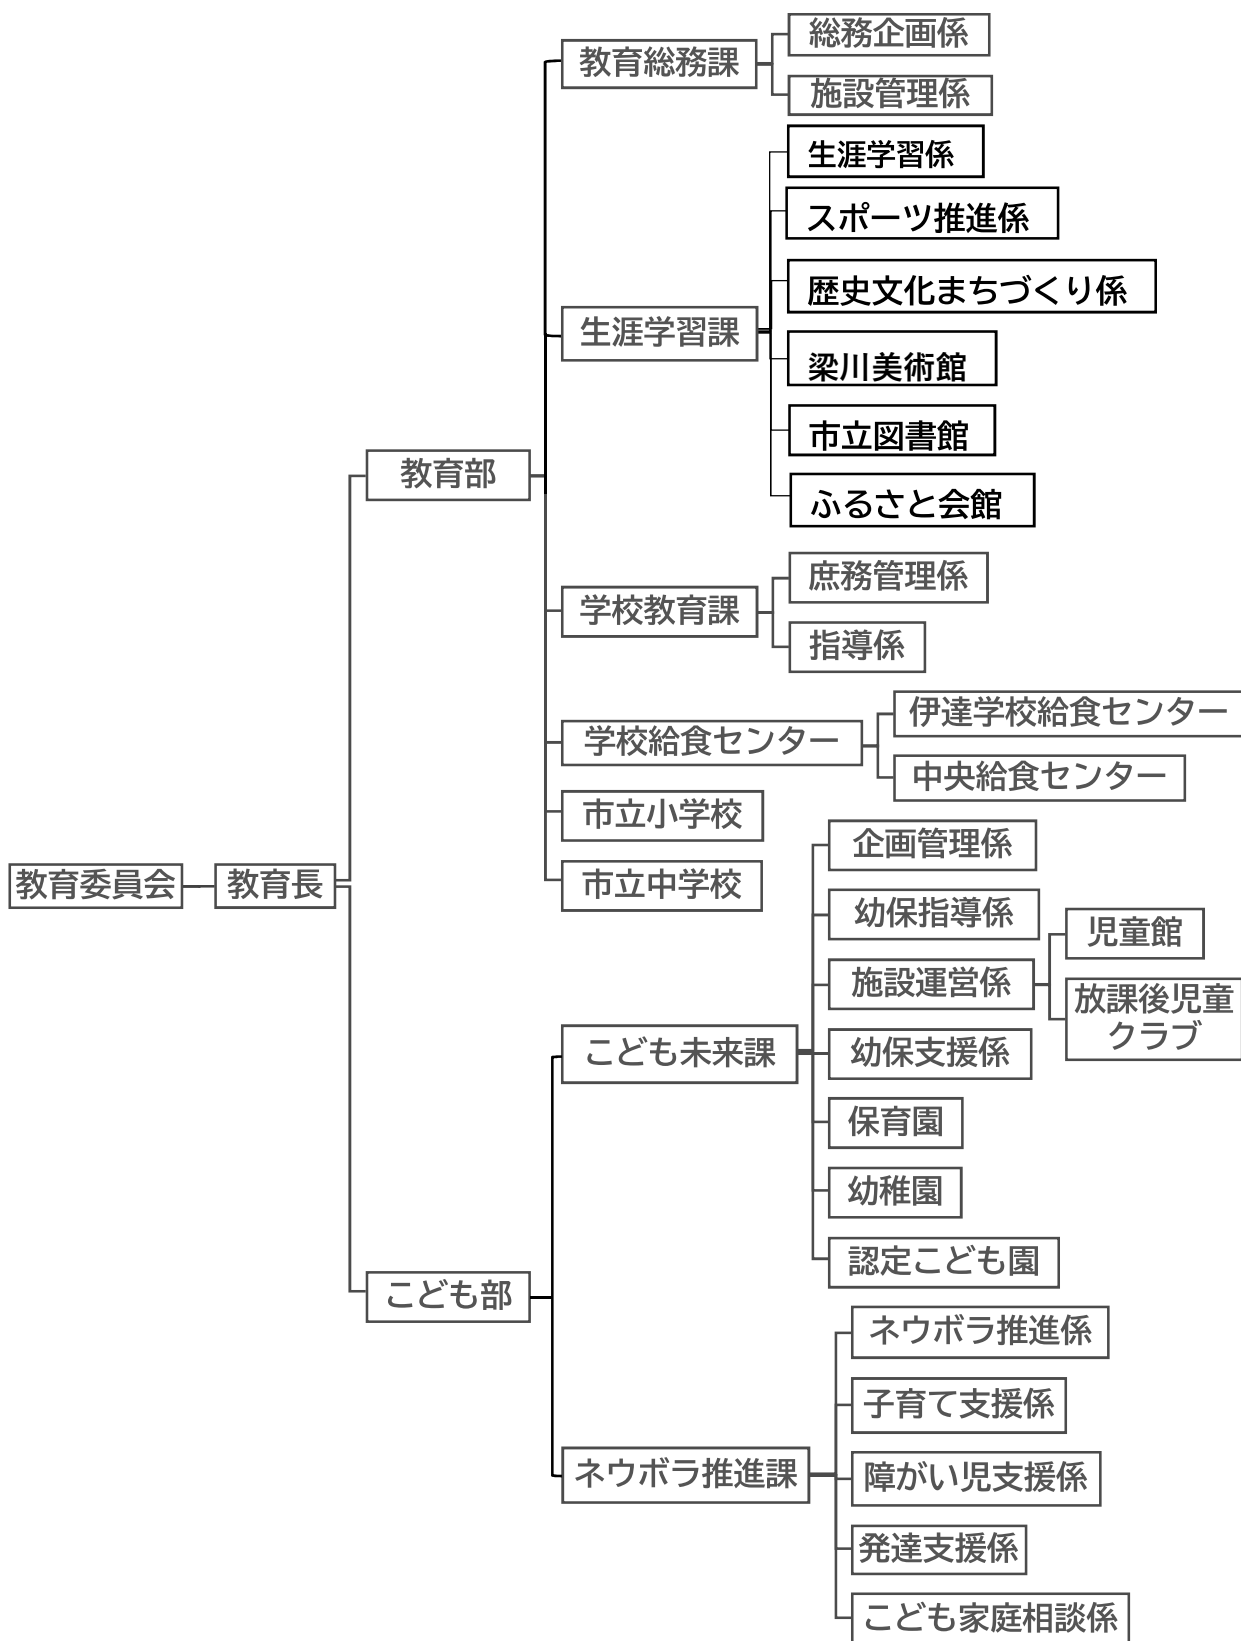 教育委員会
教育長
教育部
教育総務課
総務企画係
施設管理係
生涯学習課
生涯学習係
スポーツ推進係
歴史文化まちづくり係
梁川美術館
市立図書館
ふるさと会館
学校教育課
庶務管理係
指導係
学校給食センター
伊達学校給食センター
中央給食センター
市立小学校
市立中学校
こども部
こども未来課
企画管理係
幼保指導係
施設運営係
児童館
放課後児童
クラブ
幼保支援係
保育園
幼稚園
認定こども園
ネウボラ推進課
ネウボラ推進係
子育て支援係
障がい児支援係
発達支援係
こども家庭相談係